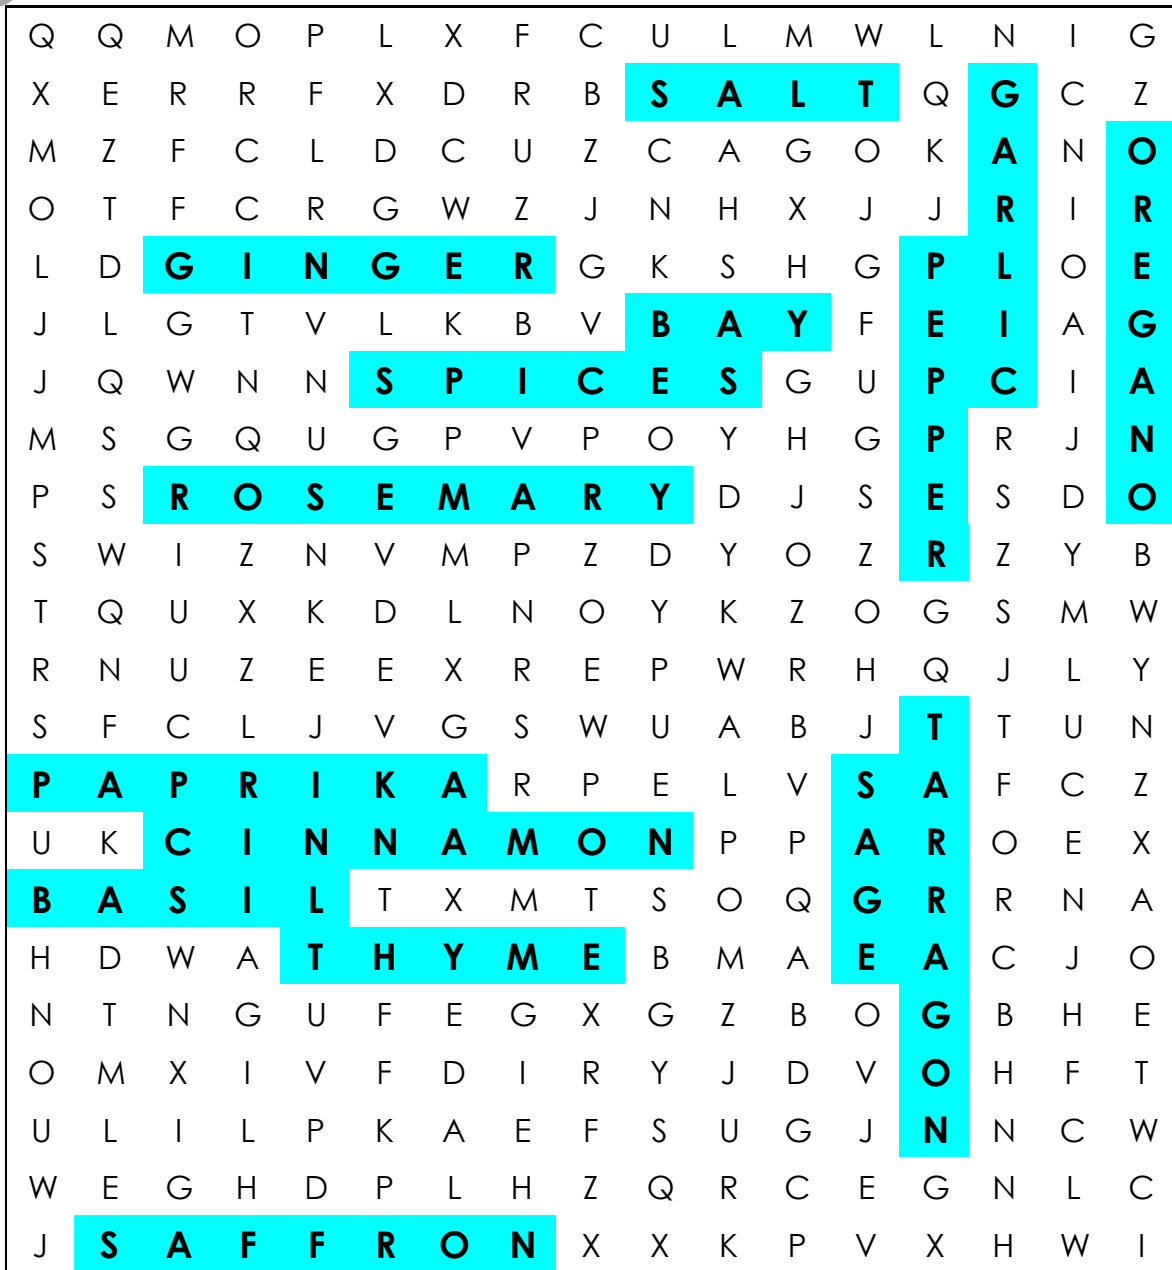 Q Q M O P L X F C U L M W L N I G
X E R R F X D R B S A L T Q G C Z
M Z F C L D C U Z C A G O K A N O
O T F C R G W Z J N H X J J R I R
L D G I N G E R G K S H G P L O E
J L G T V L K B V B A Y F E I A G
J Q W N N S P I C E S G U P C I A
M S G Q U G P V P O Y H G P R J N
P S R O S E M A R Y D J S E S D O
S W I Z N V M P Z D Y O Z R Z Y B
T Q U X K D L N O Y K Z O G S M W
R N U Z E E X R E P W R H Q J L Y
S F C L J V G S W U A B J T T U N
P A P R I K A R P E L V S A F C Z
U K C I N N A M O N P P A R O E X
B A S I L T X M T S O Q G R R N A
H D W A T H Y M E B M A E A C J O
N T N G U F E G X G Z B O G B H E
O M X I V F D I R Y J D V O H F T
U L I L P K A E F S U G J N N C W
W E G H D P L H Z Q R C E G N L C
J S A F F R O N X X K P V X H W I